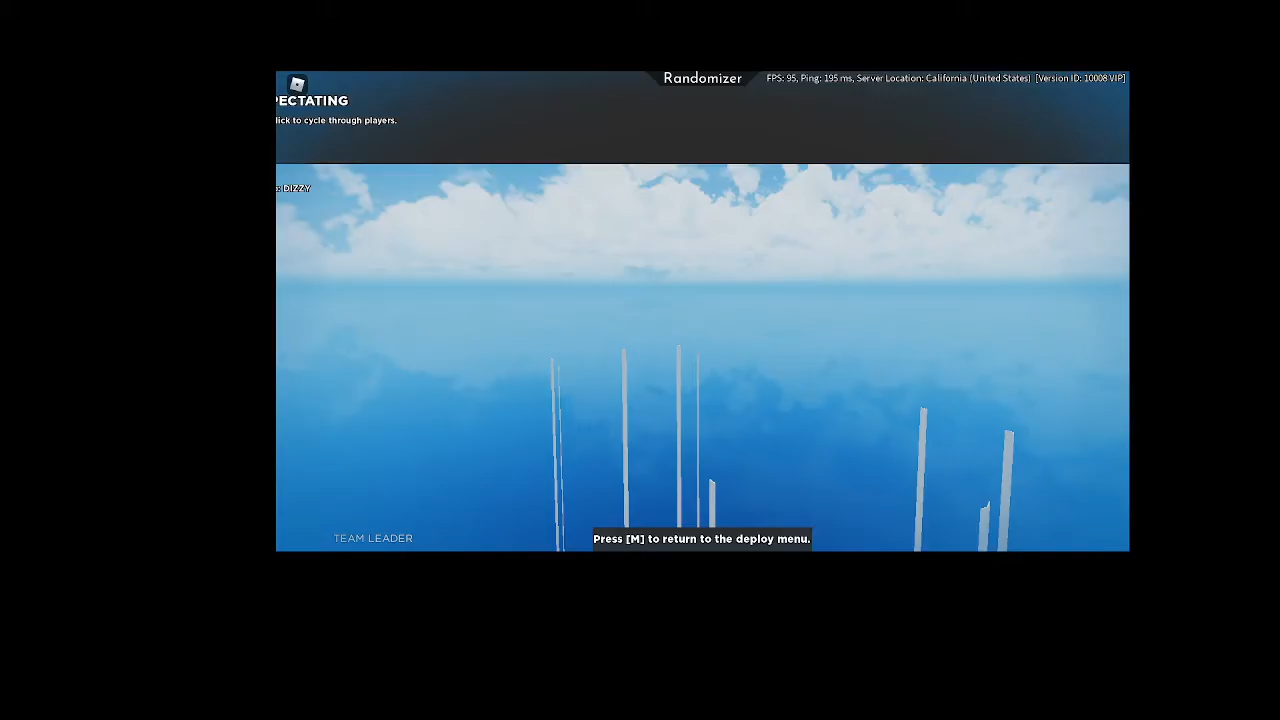 Randomizer
FPS: 95, Ping: 195 ms, Server Location: California (United States) [Version ID: 10008 VIP]
PECTATING
lick to cycle through players.
: DIZZY
TEAM LEADER
Press [M] to return to the deploy menu.